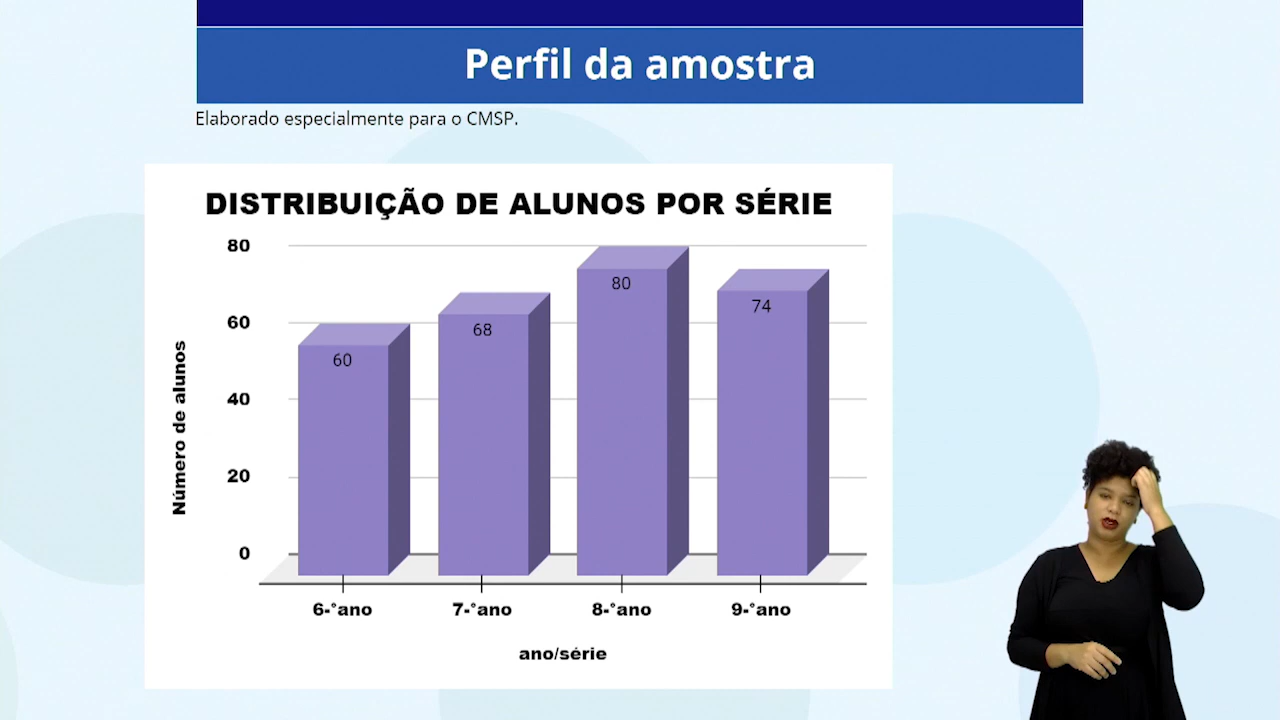 Perfil da amostra
Elaborado especialmente para o CMSP.
DISTRIBUIÇÃO DE ALUNOS POR SÉRIE
80
60
40
20
0
Número de alunos
60
68
80
74
6-°ano
7-°ano
8-°ano
9-°ano
ano/série